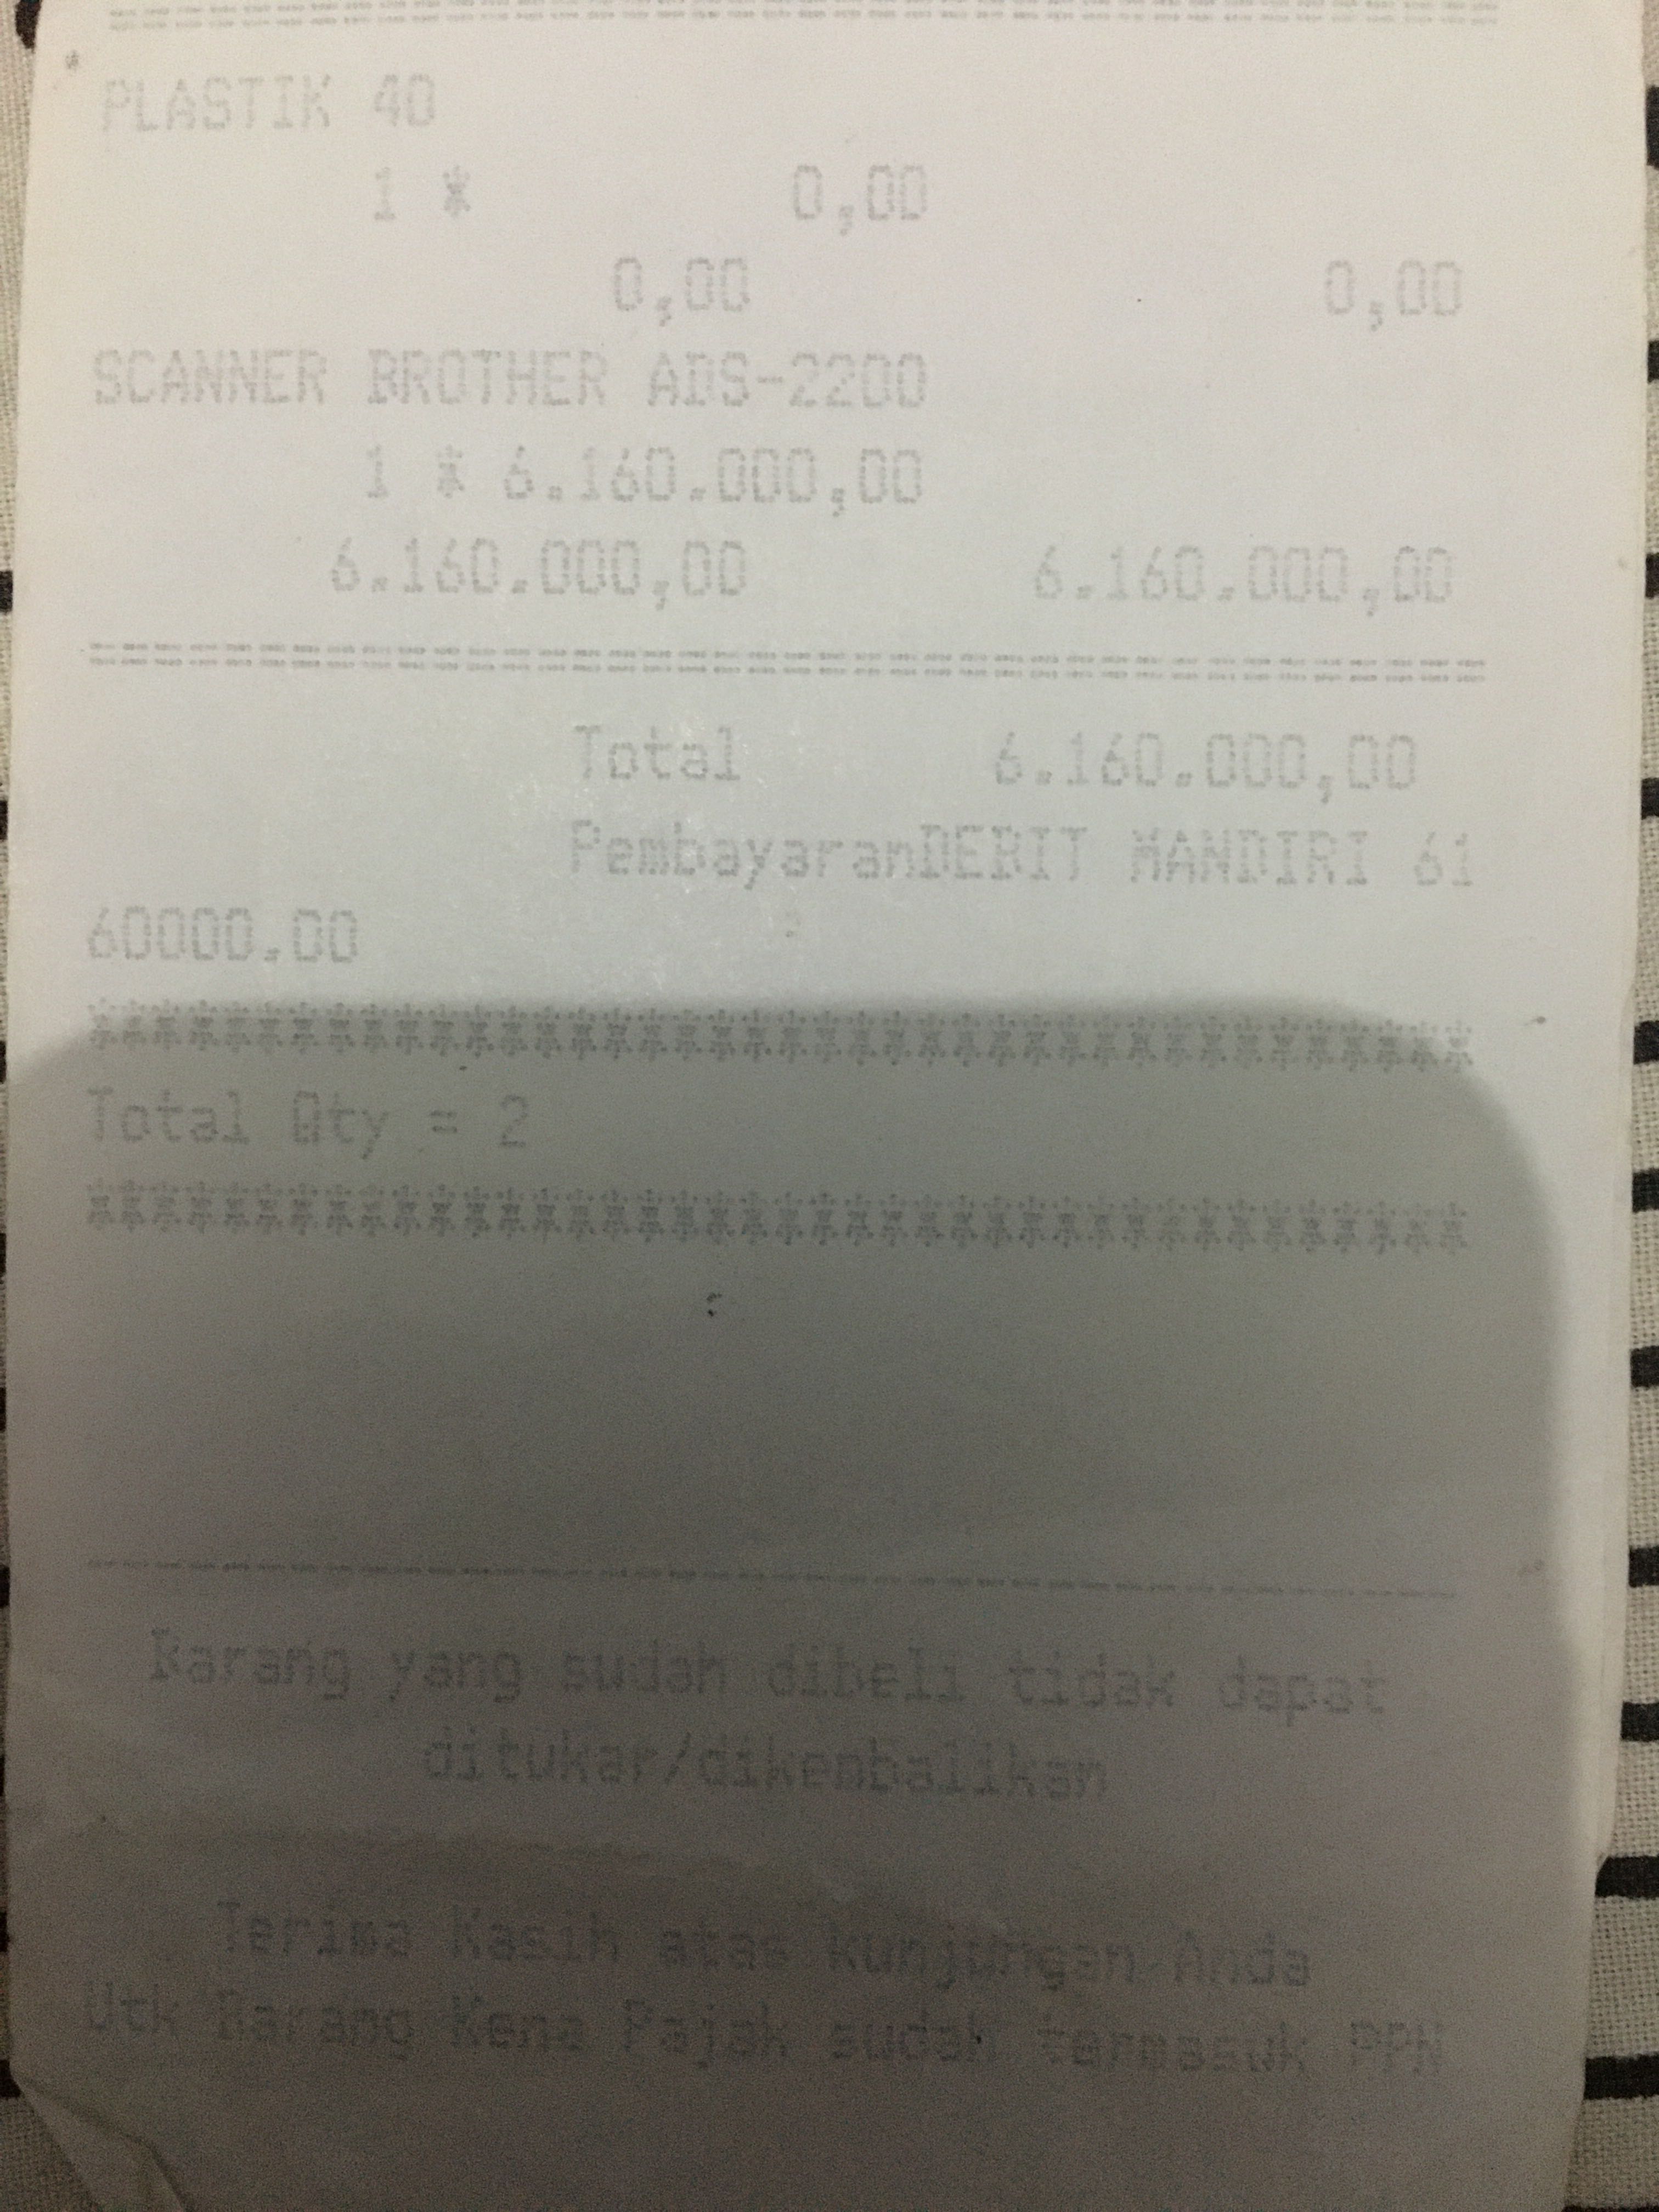 PLASTIK 40
1 * 0,00
0,00 0,00
SCANNER BROTHER ADS-2200
1 * 6.160.000,00
6.160.000,00 6.160.000,00
================================
Total 6.160.000,00
PembayaranDEBIT MANDIRI 61
60000.00
****************************************
Total Qty = 2
****************************************
----------------------------------------
Barang yang sudah dibeli tidak dapat
ditukar/dikembalikan
Terima Kasih atas kunjungan Anda
Utk Barang Kena Pajak sudah termasuk PPN